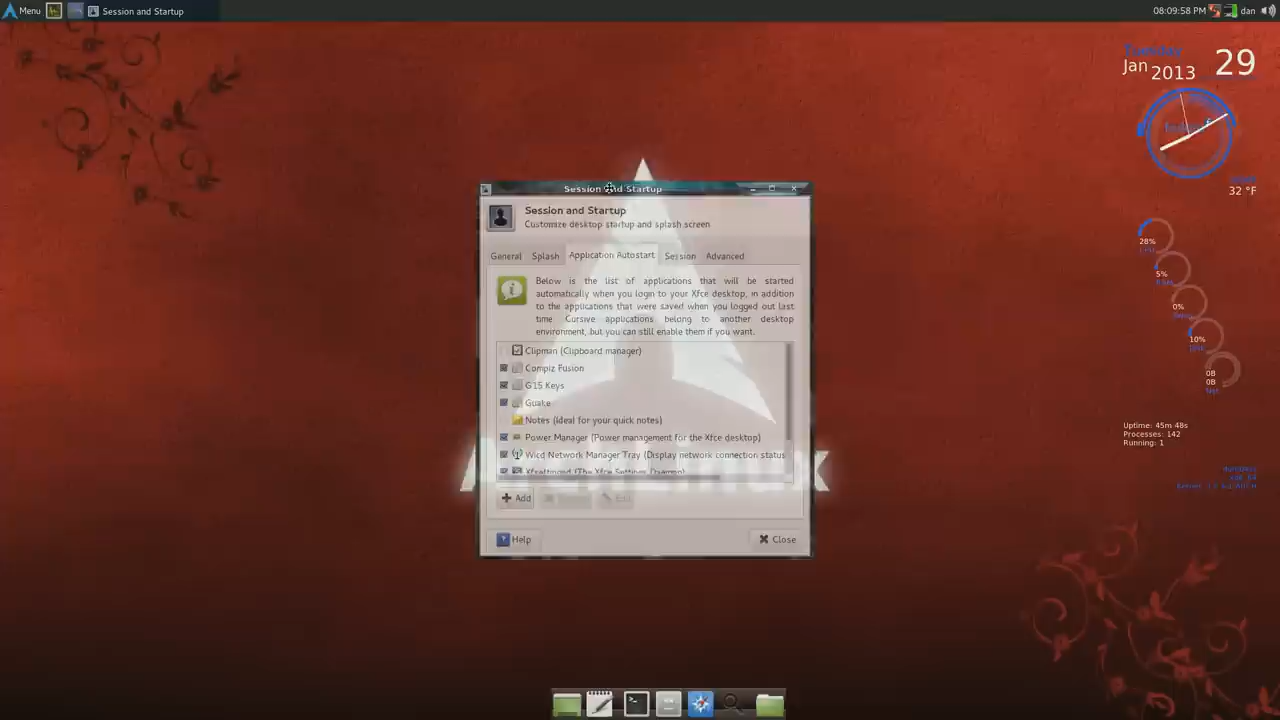 Menu
Session and Startup
08:09:58 PM
dan
Tuesday
Jan 2013 29
32 °F
28%
5%
0%
10%
0B
0B
Uptime: 45m 48s
Processes: 142
Running: 1
Session and Startup
Session and Startup
Customize desktop startup and splash screen
General Splash Application Autostart Session Advanced
Below is the list of applications that will be started
automatically when you login to your Xfce desktop, in addition
to the applications that were saved when you logged out last
time Cursive applications belong to another desktop
environment, but you can still enable them if you want.
Clipman (Clipboard manager)
Compiz Fusion
G15 Keys
Guake
Notes (Ideal for your quick notes)
Power Manager (Power management for the Xfce desktop)
Wicd Network Manager Tray (Display network connection status
Xfsettingd (The Xfce Settings Daemon)
Add
Edit
Help
Close